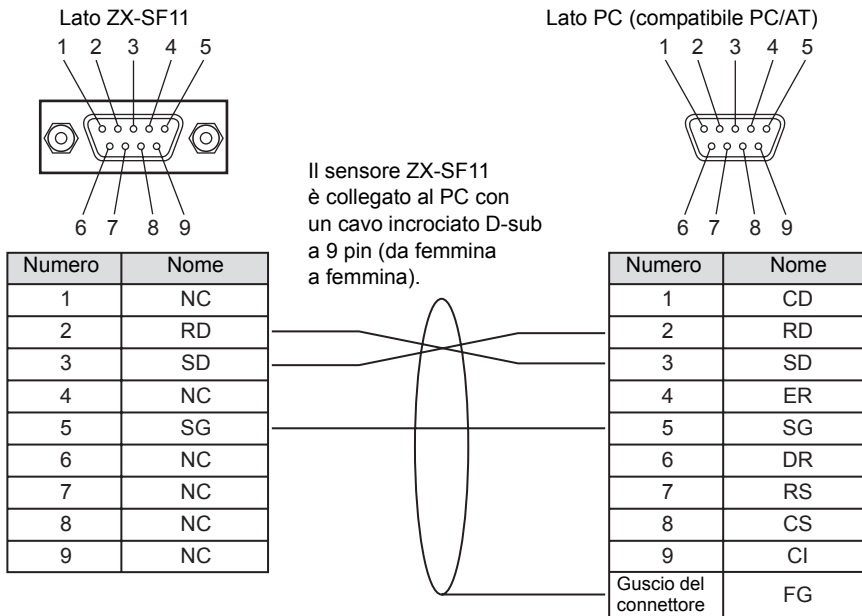 Lato ZX-SF11
1 2 3 4 5
6 7 8 9
Lato PC (compatibile PC/AT)
1 2 3 4 5
6 7 8 9
Il sensore ZX-SF11
è collegato al PC con
un cavo incrociato D-sub
a 9 pin (da femmina
a femmina).
Numero Nome
1 NC
2 RD
3 SD
4 NC
5 SG
6 NC
7 NC
8 NC
9 NC
Numero Nome
1 CD
2 RD
3 SD
4 ER
5 SG
6 DR
7 RS
8 CS
9 CI
Guscio del
connettore FG